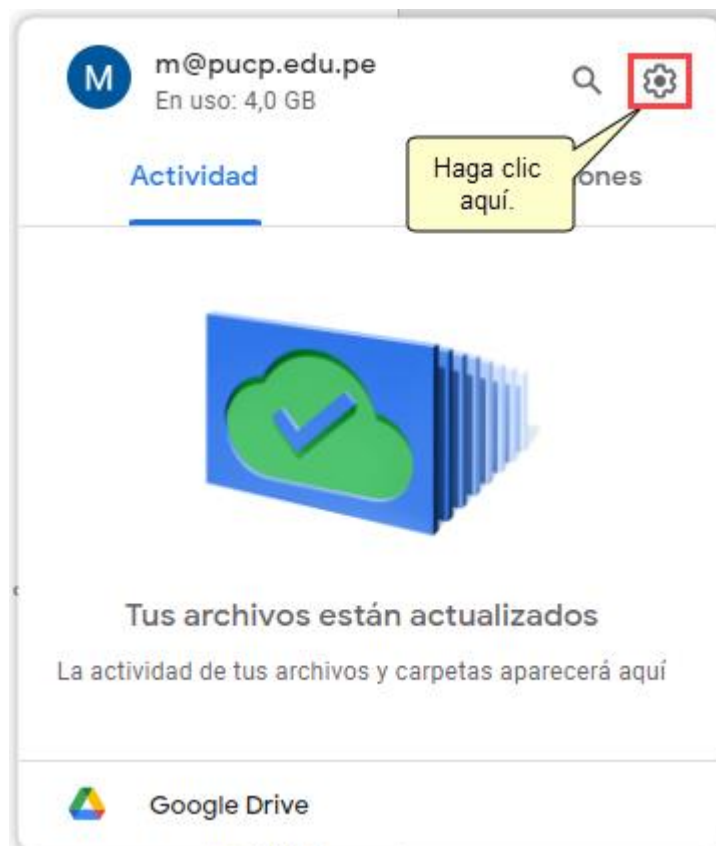 M
m@pucp.edu.pe
En uso: 4,0 GB
Haga clic
aquí.
Actividad
ones
Tus archivos están actualizados
La actividad de tus archivos y carpetas aparecerá aquí
Google Drive